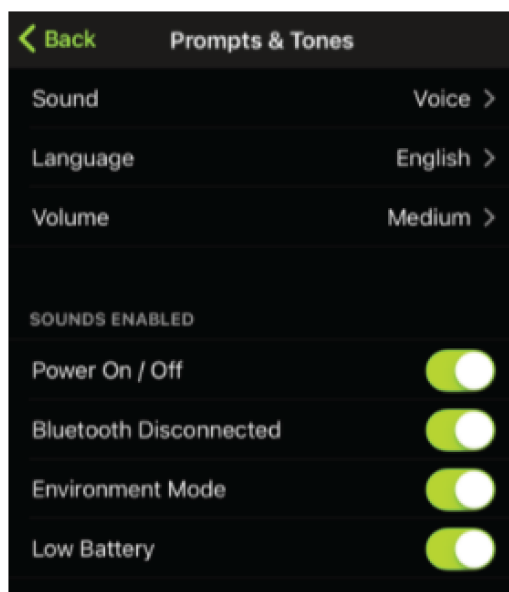 Back Prompts & Tones
Sound Voice
Language English
Volume Medium
SOUNDS ENABLED
Power On / Off
Bluetooth Disconnected
Environment Mode
Low Battery